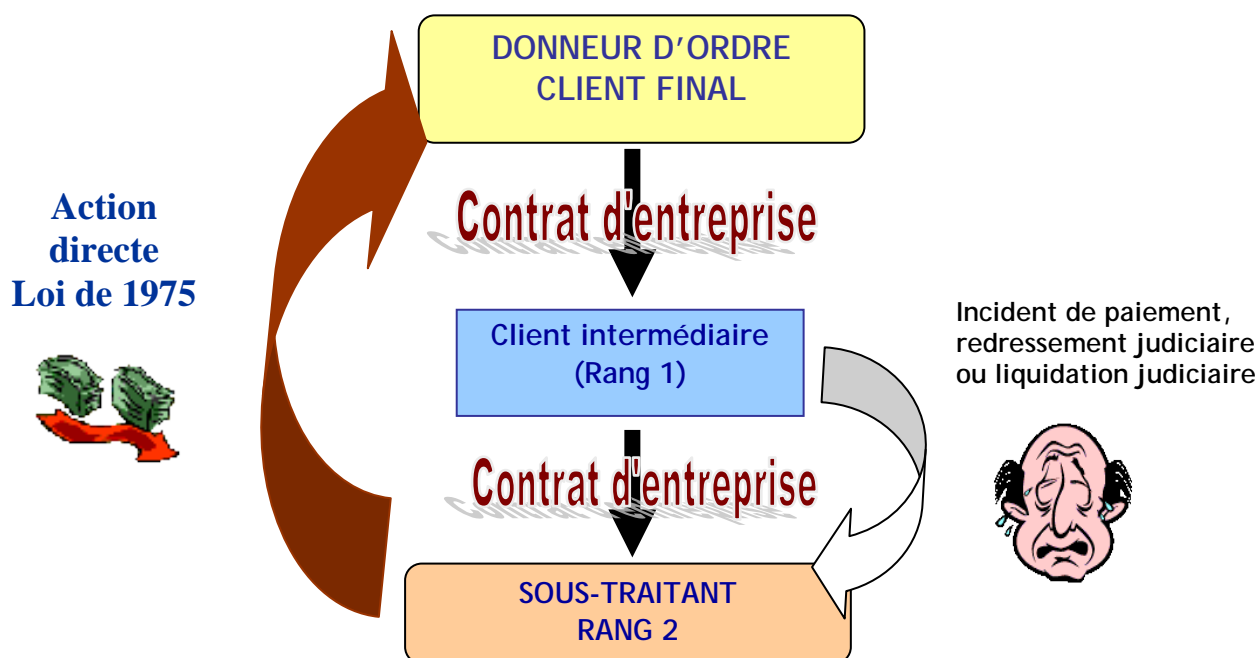 DONNEUR D'ORDRE
CLIENT FINAL
Contrat d'entreprise
Action
directe
Loi de 1975
Client intermédiaire
(Rang 1)
Incident de paiement,
redressement judiciaire
ou liquidation judiciaire
Contrat d'entreprise
SOUS-TRAITANT
RANG 2